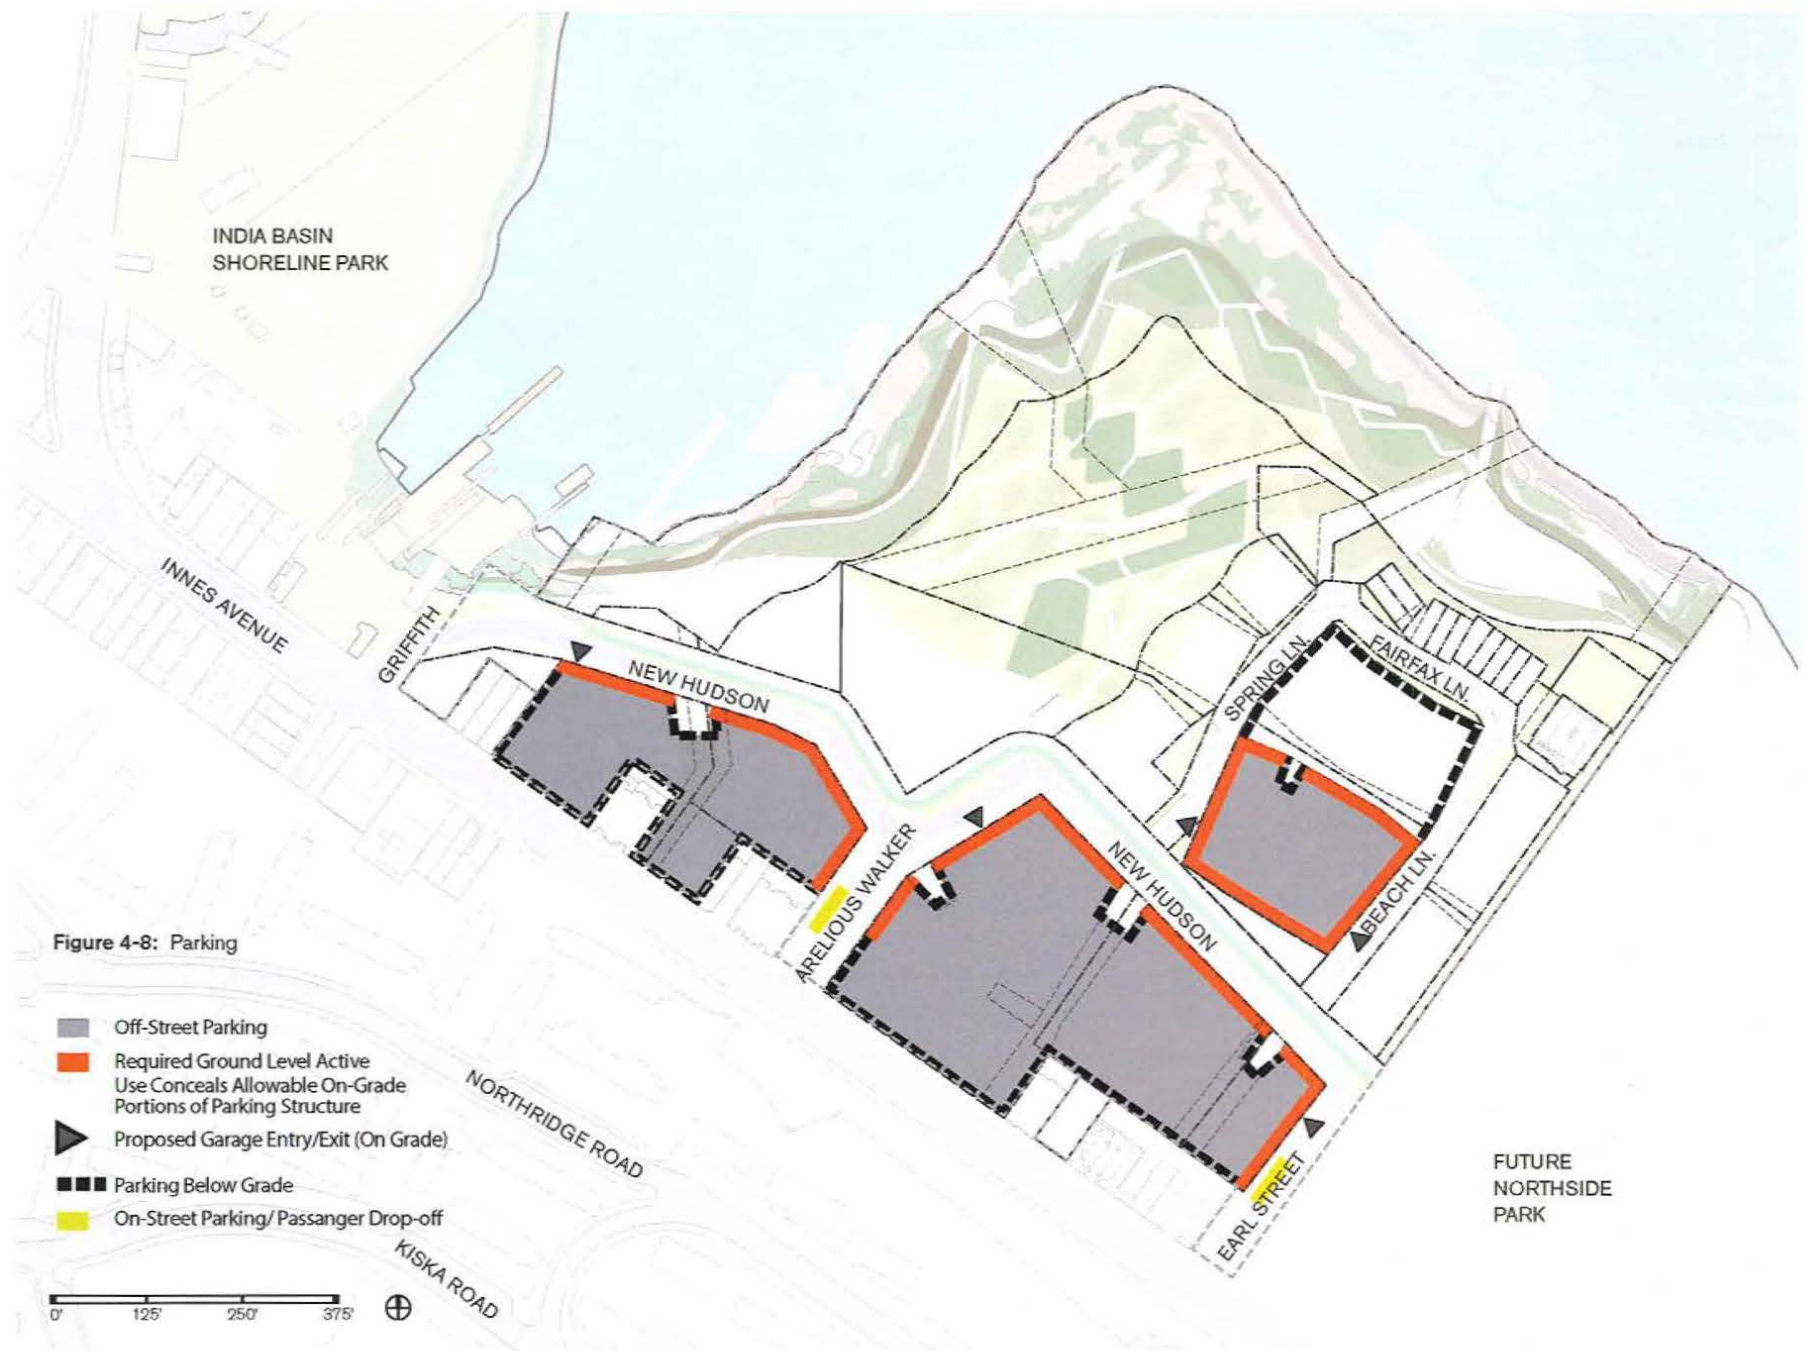 INDIA BASIN
SHORELINE PARK
INNES AVENUE
GRIFFITH
NEW HUDSON
SPRING LN.
FAIRFAX LN.
ARELIOUS WALKER
NEW HUDSON
BEACH LN.
Figure 4-8: Parking
Off-Street Parking
Required Ground Level Active
Use Conceals Allowable On-Grade
Portions of Parking Structure
Proposed Garage Entry/Exit (On Grade)
Parking Below Grade
On-Street Parking/ Passanger Drop-off
NORTHRIDGE ROAD
KISKA ROAD
EARL STREET
FUTURE
NORTHSIDE
PARK
0' 125' 250' 375'